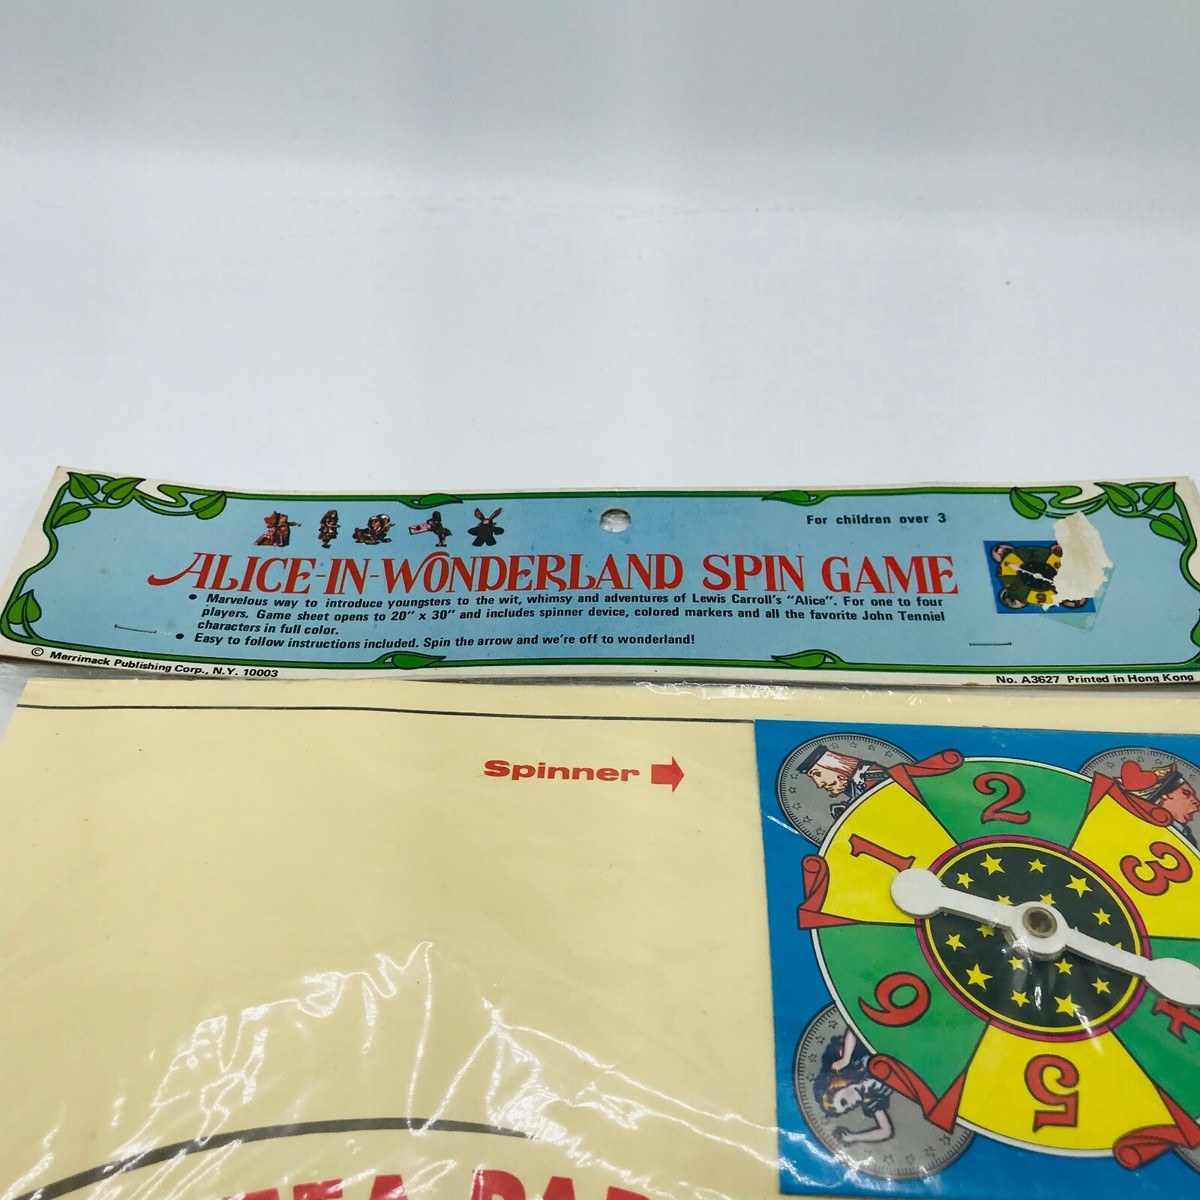 For children over 3
ALICE-IN-WONDERLAND SPIN GAME
• Marvelous way to introduce youngsters to the wit, whimsy and adventures of Lewis Carroll's "Alice". For one to four
players. Game sheet opens to 20" x 30" and includes spinner device, colored markers and all the favorite John Tenniel
characters in full color.
• Easy to follow instructions included. Spin the arrow and we're off to wonderland!
© Merrimack Publishing Corp., N.Y. 10003
No. A3627 Printed in Hong Kong
Spinner
1
2
3
4
5
6